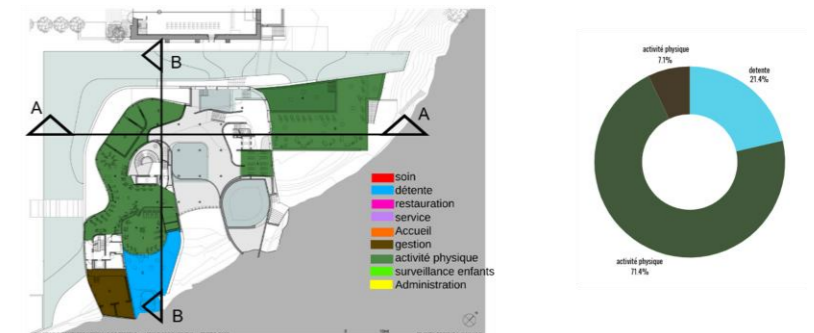 B
A
A
soin
détente
restauration
service
Accueil
gestion
activité physique
surveillance enfants
Administration
B
activité physique
7.1%
detente
21.4%
activité physique
71.4%